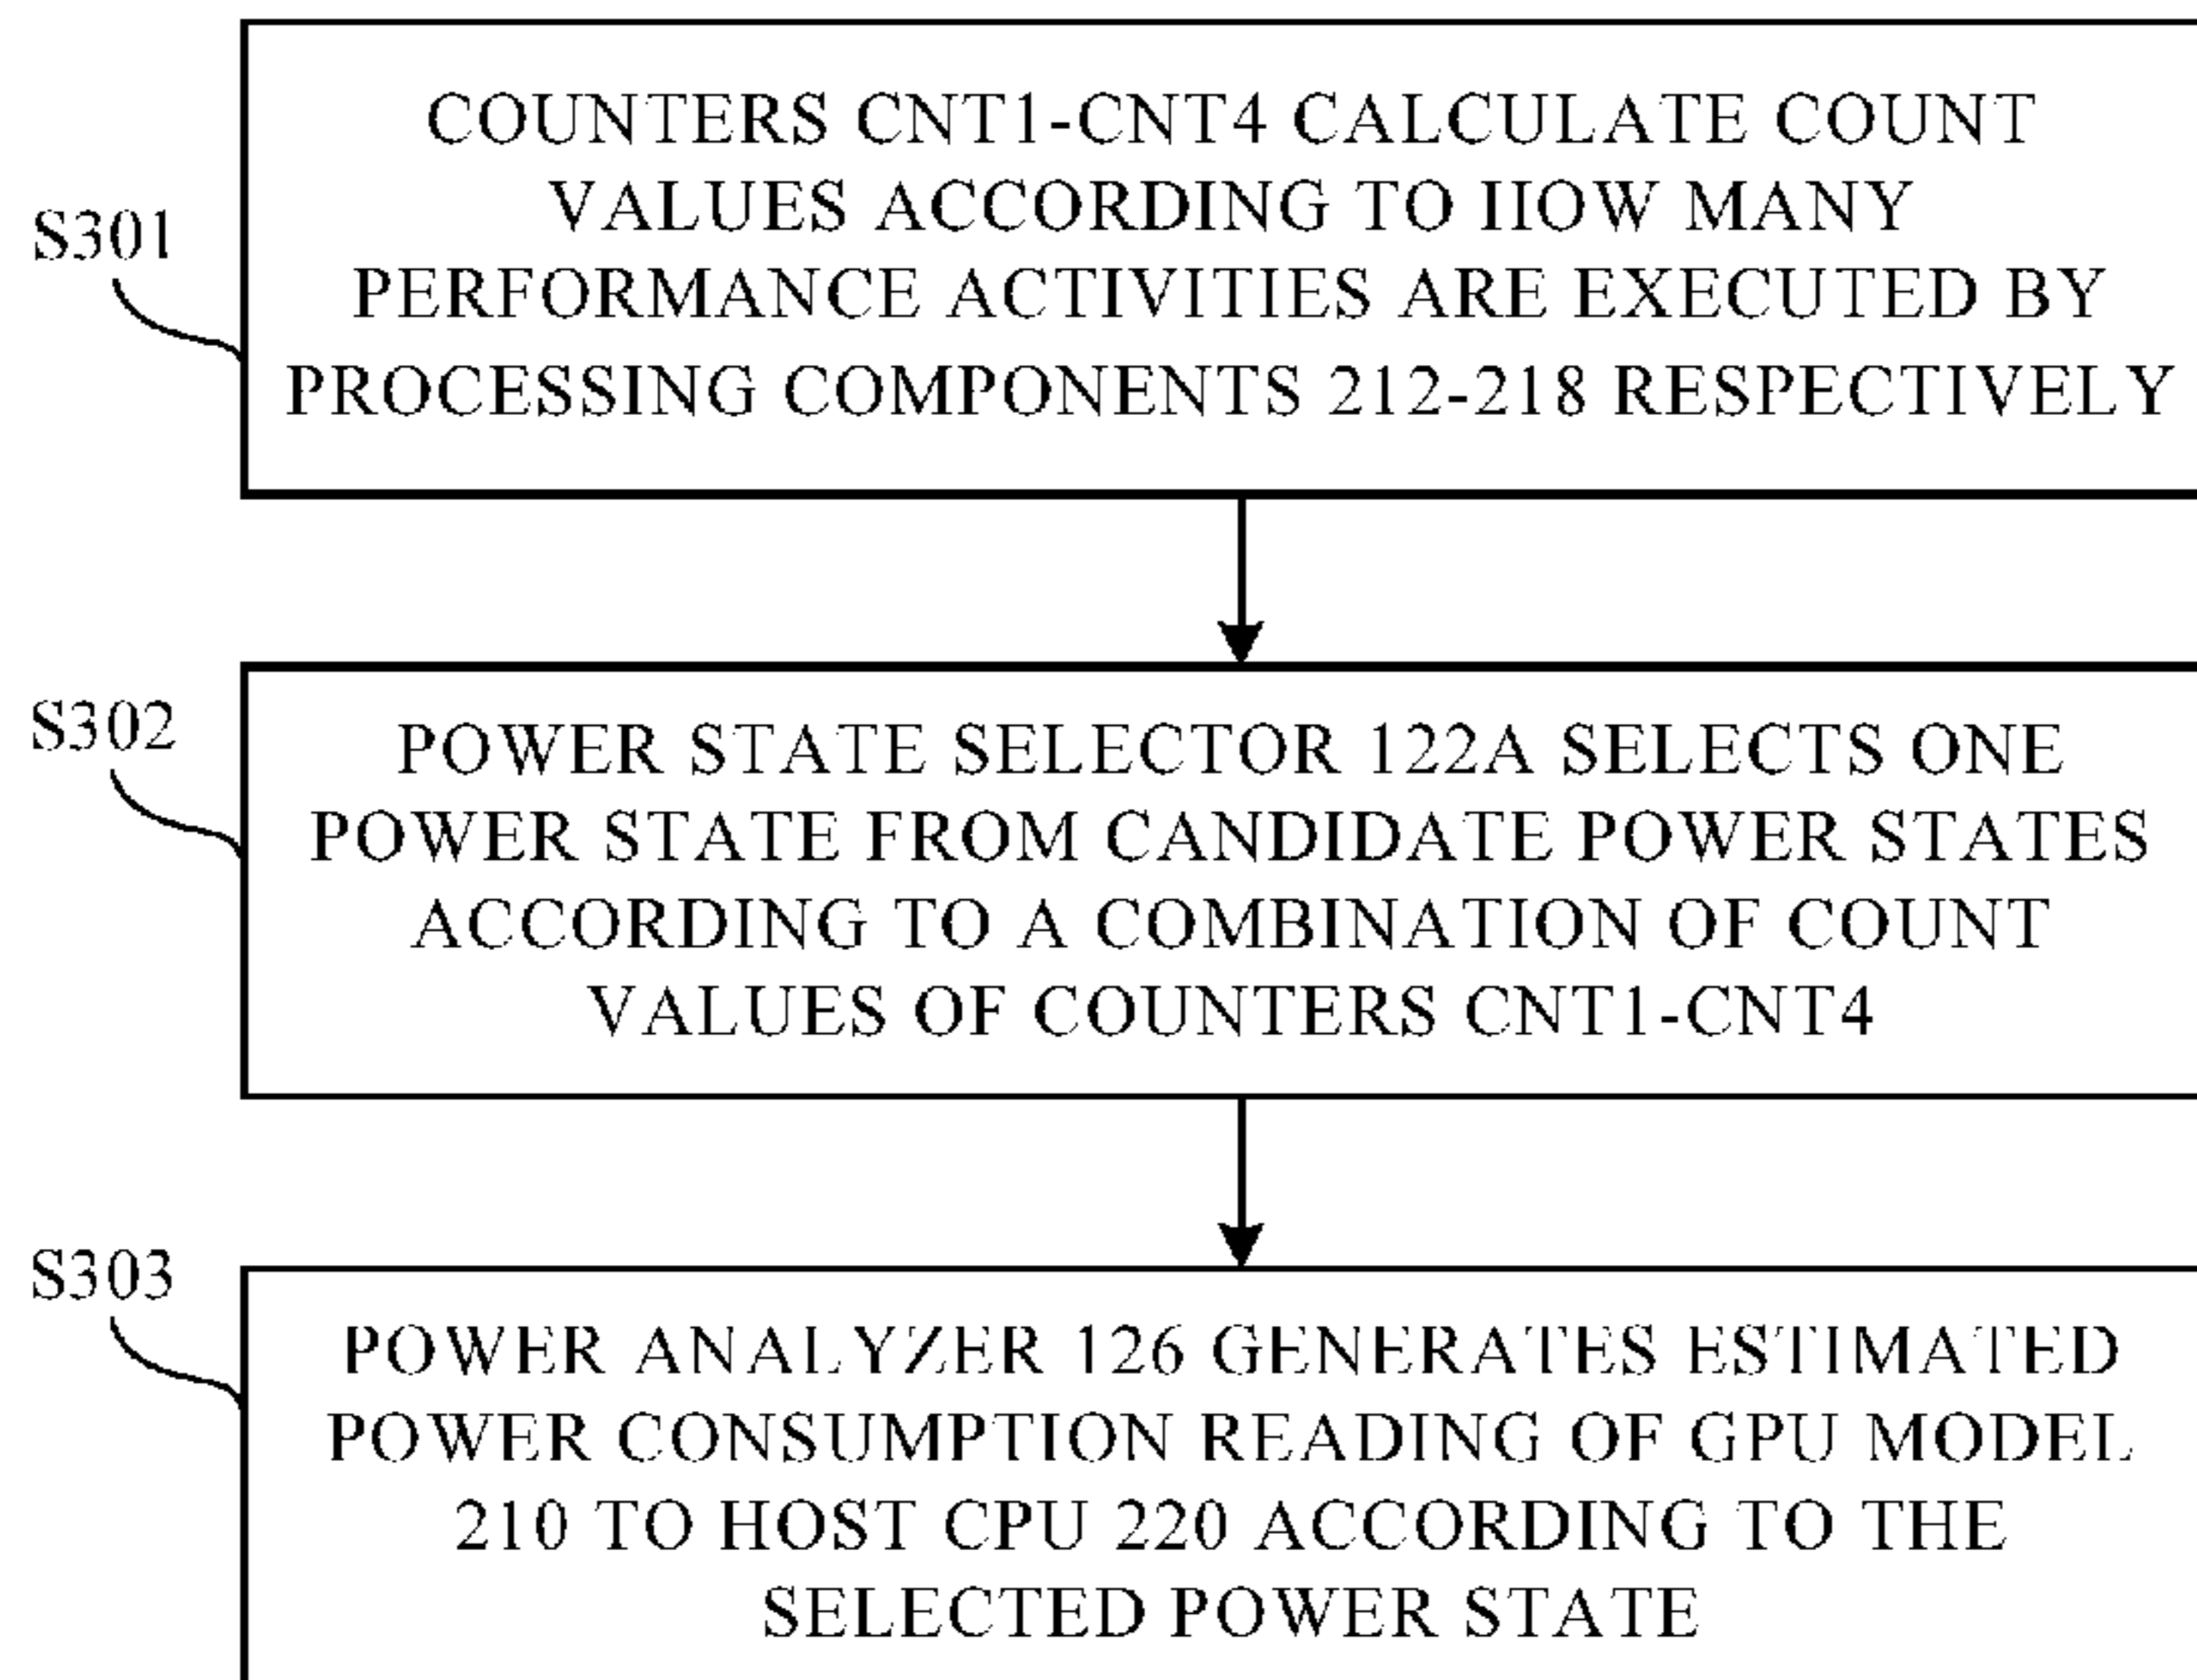 S301
COUNTERS CNT1-CNT4 CALCULATE COUNT
VALUES ACCORDING TO HOW MANY
PERFORMANCE ACTIVITIES ARE EXECUTED BY
PROCESSING COMPONENTS 212-218 RESPECTIVELY
S302
POWER STATE SELECTOR 122A SELECTS ONE
POWER STATE FROM CANDIDATE POWER STATES
ACCORDING TO A COMBINATION OF COUNT
VALUES OF COUNTERS CNT1-CNT4
S303
POWER ANALYZER 126 GENERATES ESTIMATED
POWER CONSUMPTION READING OF GPU MODEL
210 TO HOST CPU 220 ACCORDING TO THE
SELECTED POWER STATE